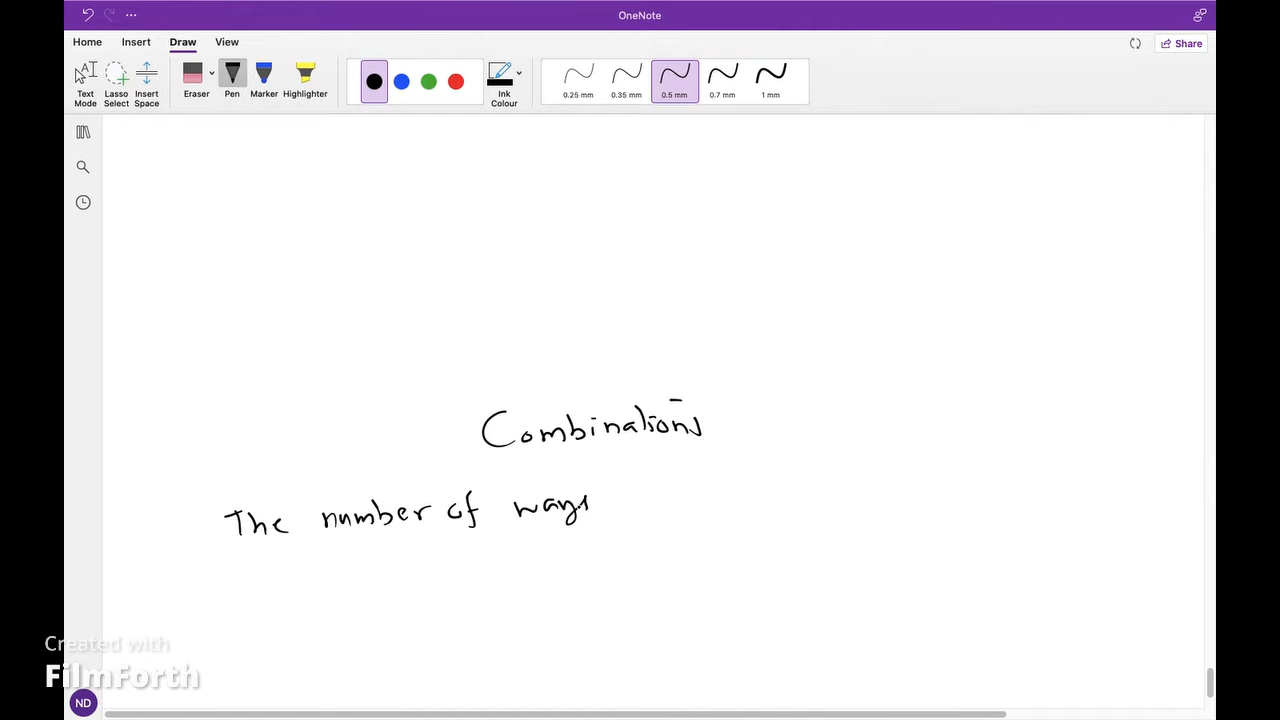 OneNote
Home Insert Draw View
Share
Text Mode
Lasso Select
Insert Space
Eraser
Pen
Marker
Highlighter
Ink Colour
0.25 mm
0.35 mm
0.5 mm
0.7 mm
1 mm
Combinations
The number of ways
Created with
FilmForth
ND